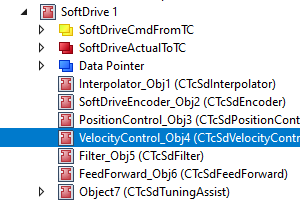 SoftDrive 1
SoftDriveCmdFromTC
SoftDriveActualToTC
Data Pointer
Interpolator_Obj1 (CTcSdInterpolator)
SoftDriveEncoder_Obj2 (CTcSdEncoder)
PositionControl_Obj3 (CTcSdPositionCont
VelocityControl_Obj4 (CTcSdVelocityContr
Filter_Obj5 (CTcSdFilter)
FeedForward_Obj6 (CTcSdFeedForward)
Object7 (CTcSdTuningAssist)